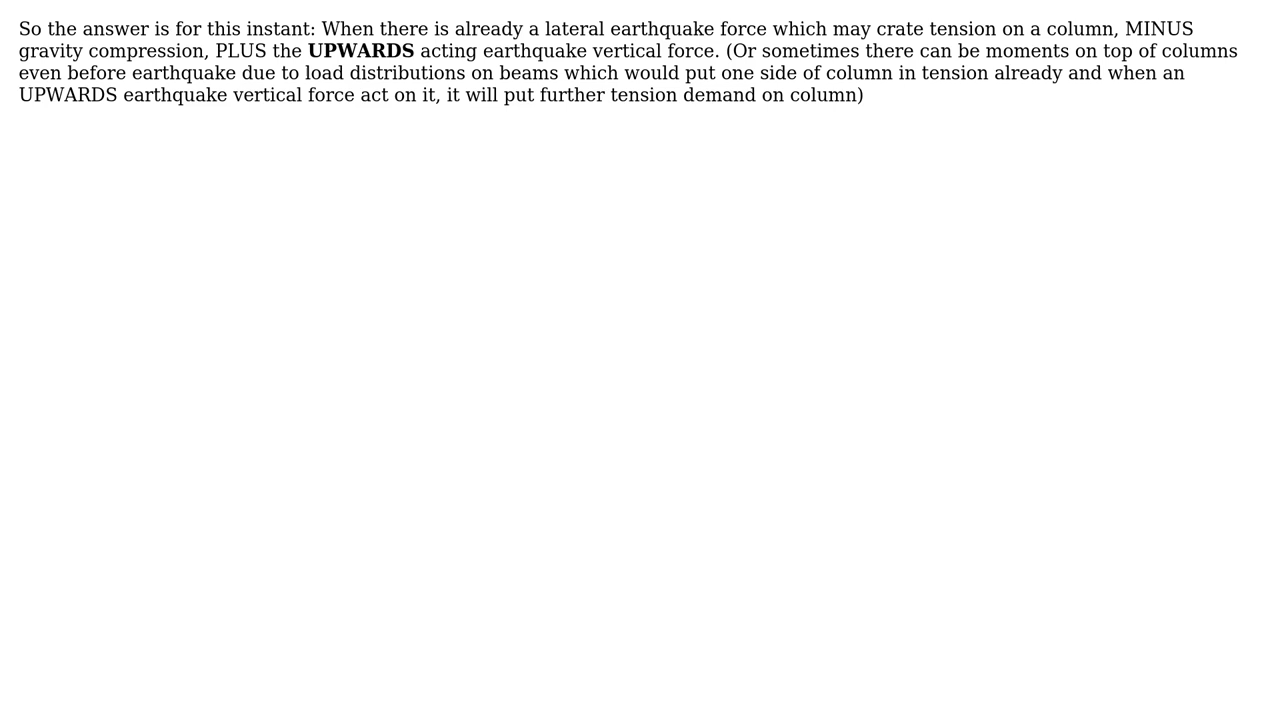 So the answer is for this instant: When there is already a lateral earthquake force which may crate tension on a column, MINUS
gravity compression, PLUS the UPWARDS acting earthquake vertical force. (Or sometimes there can be moments on top of columns
even before earthquake due to load distributions on beams which would put one side of column in tension already and when an
UPWARDS earthquake vertical force act on it, it will put further tension demand on column)